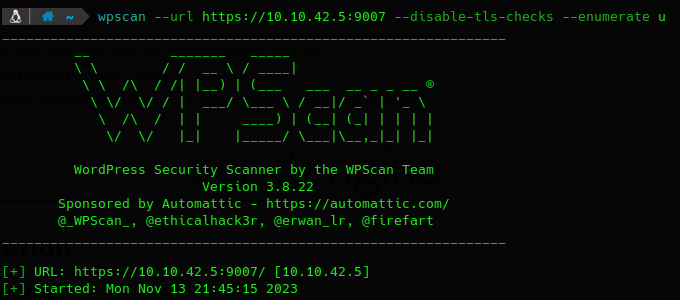 ~ wpscan --url https://10.10.42.5:9007 --disable-tls-checks --enumerate u
_______________________________________________________________
         __          _______   _____
         \ \        / /  __ \ / ____|
          \ \  /\  / /| |__) | (___   ___  __ _ _ __ ®
           \ \/  \/ / |  ___/ \___ \ / __|/ _` | '_ \
            \  /\  /  | |     ____) | (__| (_| | | | |
             \/  \/   |_|    |_____/ \___|\__,_|_| |_|
WordPress Security Scanner by the WPScan Team
Version 3.8.22
Sponsored by Automattic - https://automattic.com/
@_WPScan_, @ethicalhack3r, @erwan_lr, @firefart
_______________________________________________________________
[+] URL: https://10.10.42.5:9007/ [10.10.42.5]
[+] Started: Mon Nov 13 21:45:15 2023